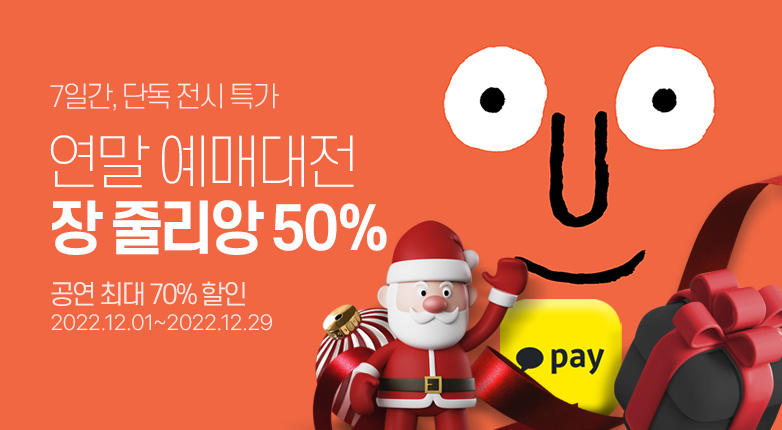 7일간, 단독 전시 특가
연말 예매대전
장 줄리앙 50%
공연 최대 70% 할인
2022.12.01~2022.12.29
pay